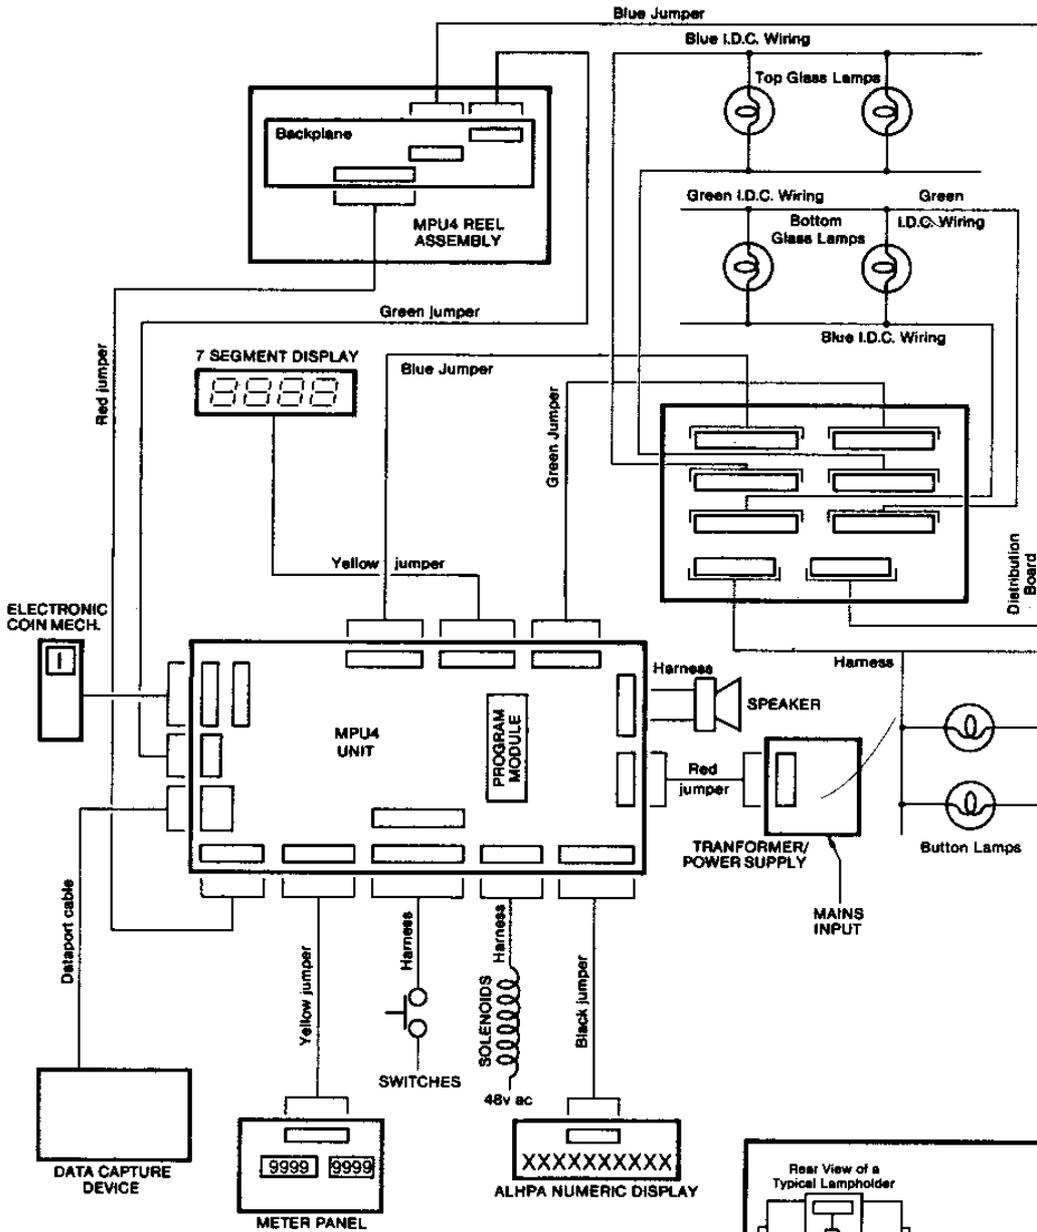 Blue Jumper
Blue I.D.C. Wiring
Top Glass Lamps
Backplane
MPU4 REEL
ASSEMBLY
Green I.D.C. Wiring
Green
I.D.C. Wiring
Bottom
Glass Lamps
Green jumper
Blue I.D.C. Wiring
Red jumper
7 SEGMENT DISPLAY
8888
Blue Jumper
Green Jumper
Yellow jumper
Distribution
Board
ELECTRONIC
COIN MECH.
Harness
Harness
SPEAKER
MPU4
UNIT
PROGRAM
MODULE
Red
jumper
TRANFORMER/
POWER SUPPLY
Button Lamps
MAINS
INPUT
Dataport cable
Yellow jumper
Harness
Harness
Black jumper
SOLENOIDS
SWITCHES
48v ac
DATA CAPTURE
DEVICE
9999
9999
METER PANEL
XXXXXXXXXX
ALHPA NUMERIC DISPLAY
Rear View of a
Typical Lampholder